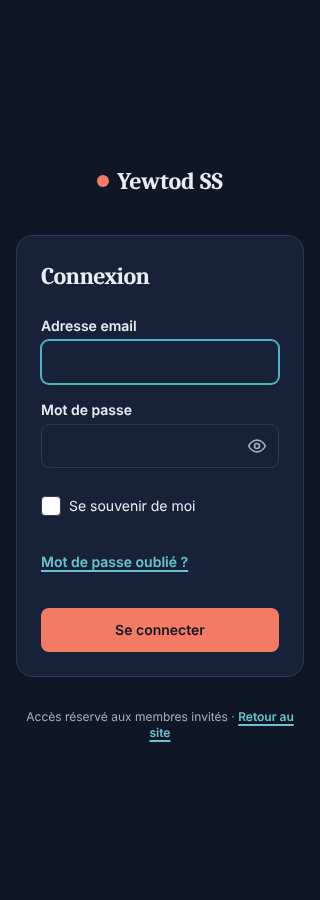 Yewtod SS
Connexion
Adresse email
Mot de passe
Se souvenir de moi
Mot de passe oublié ?
Se connecter
Accès réservé aux membres invités · Retour au
site